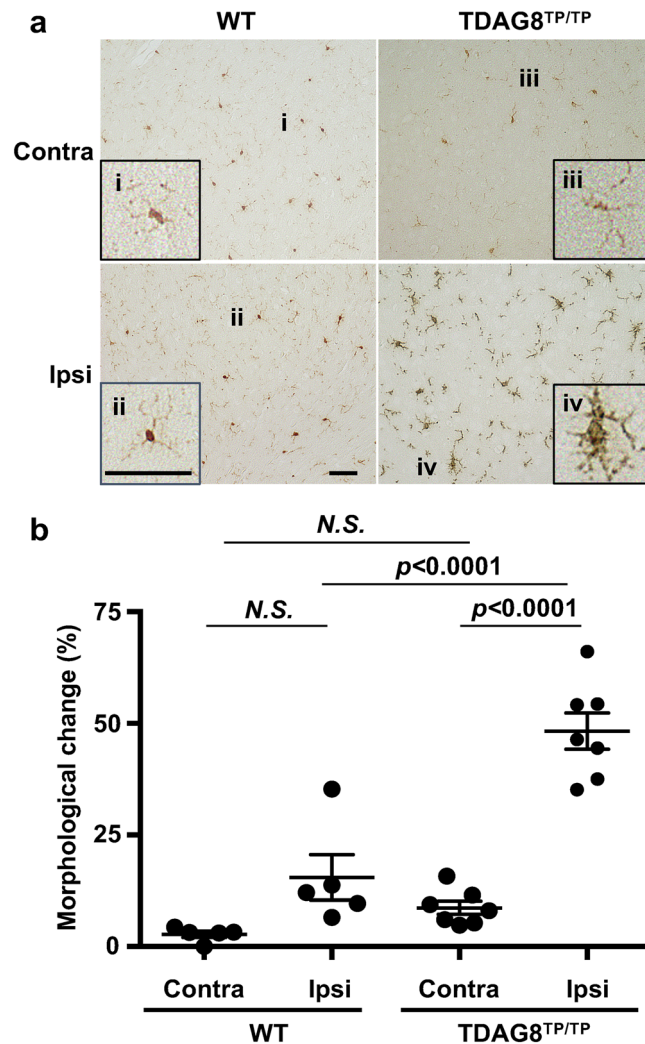 a
WT TDAG8TP/TP
Contra
i
iii
i
iii
Ipsi
ii
ii
iv
iv
b
N.S.
p<0.0001
N.S. p<0.0001
Morphological change (%)
75
50
25
0
Contra Ipsi Contra Ipsi
WT TDAG8TP/TP